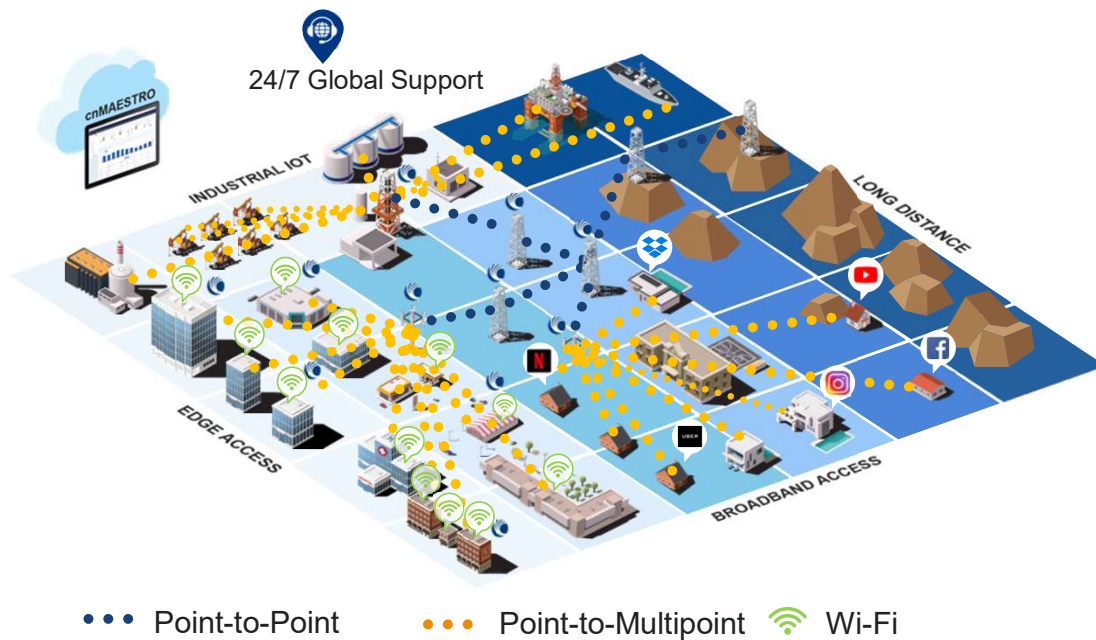 24/7 Global Support
cnMAESTRO
INDUSTRIAL IOT
LONG DISTANCE
N
UBER
EDGE ACCESS
H
BROADBAND ACCESS
Point-to-Point
Point-to-Multipoint
Wi-Fi